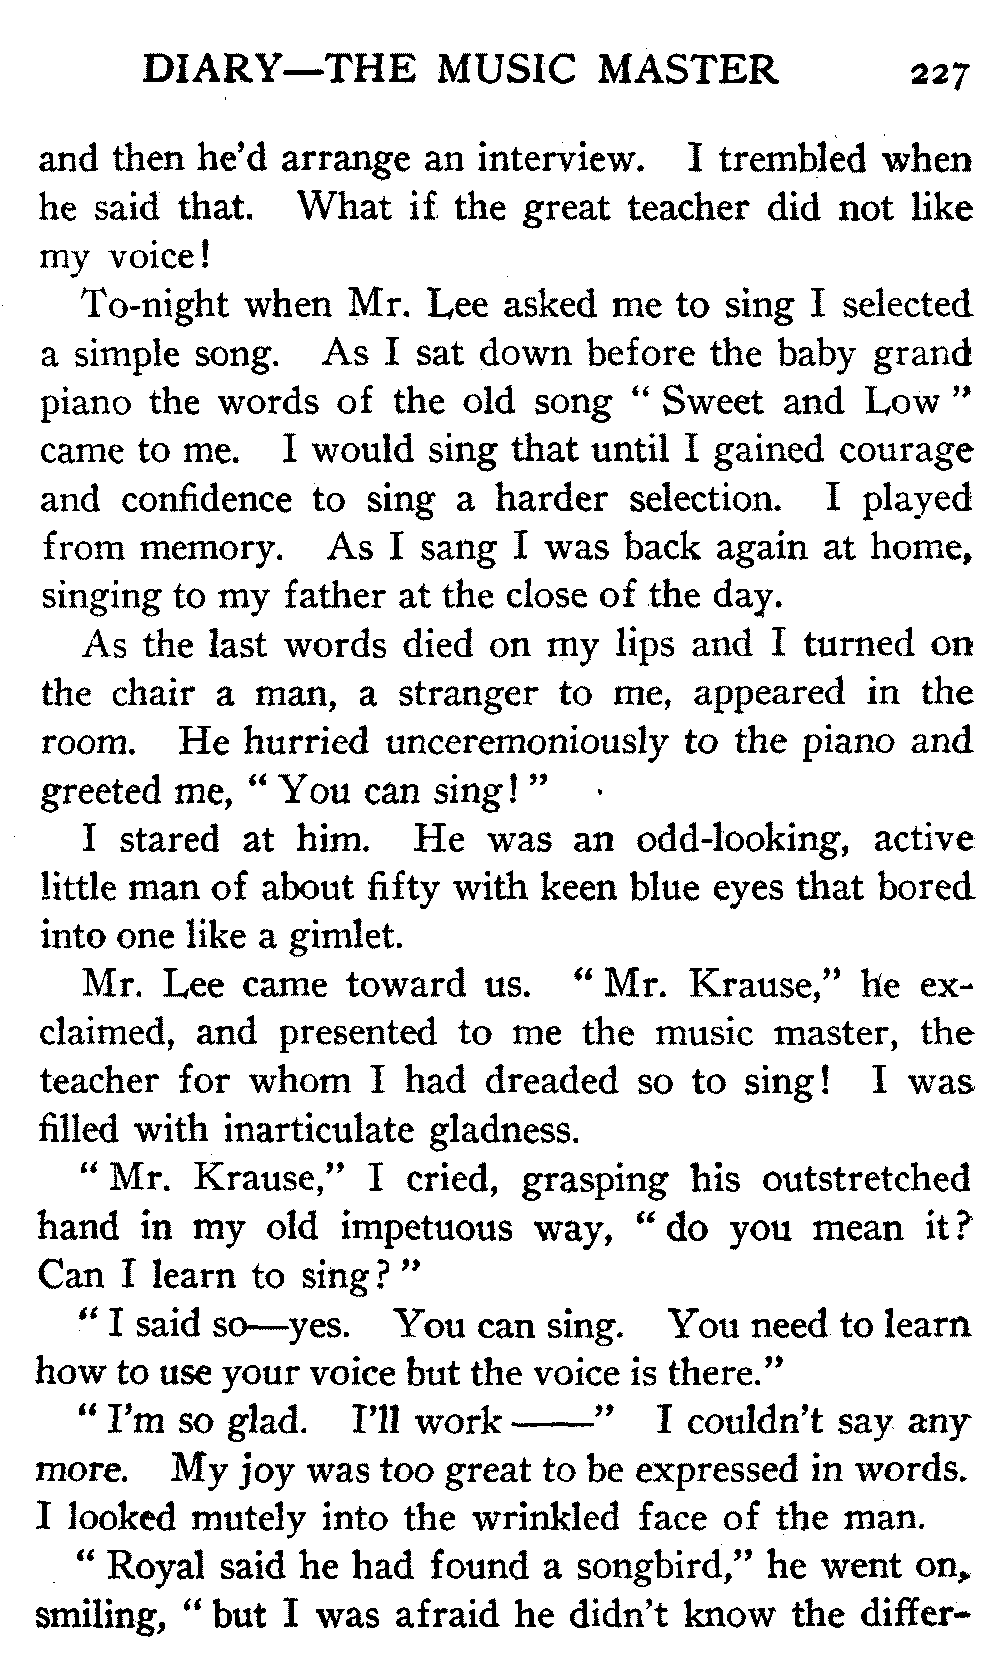 DIARY—THE MUSIC MASTER 227
and then he'd arrange an interview. I trembled when
he said that. What if the great teacher did not like
my voice!
To-night when Mr. Lee asked me to sing I selected
a simple song. As I sat down before the baby grand
piano the words of the old song “ Sweet and Low ”
came to me. I would sing that until I gained courage
and confidence to sing a harder selection. I played
from memory. As I sang I was back again at home,
singing to my father at the close of the day.
As the last words died on my lips and I turned on
the chair a man, a stranger to me, appeared in the
room. He hurried unceremoniously to the piano and
greeted me, “ You can sing! ”
I stared at him. He was an odd-looking, active
little man of about fifty with keen blue eyes that bored
into one like a gimlet.
Mr. Lee came toward us. “ Mr. Krause,” he ex-
claimed, and presented to me the music master, the
teacher for whom I had dreaded so to sing! I was
filled with inarticulate gladness.
“ Mr. Krause,” I cried, grasping his outstretched
hand in my old impetuous way, “ do you mean it?
Can I learn to sing? ”
“ I said so—yes. You can sing. You need to learn
how to use your voice but the voice is there.”
“ I'm so glad. I'll work ——” I couldn't say any
more. My joy was too great to be expressed in words.
I looked mutely into the wrinkled face of the man.
“ Royal said he had found a songbird,” he went on,
smiling, “ but I was afraid he didn't know the differ-